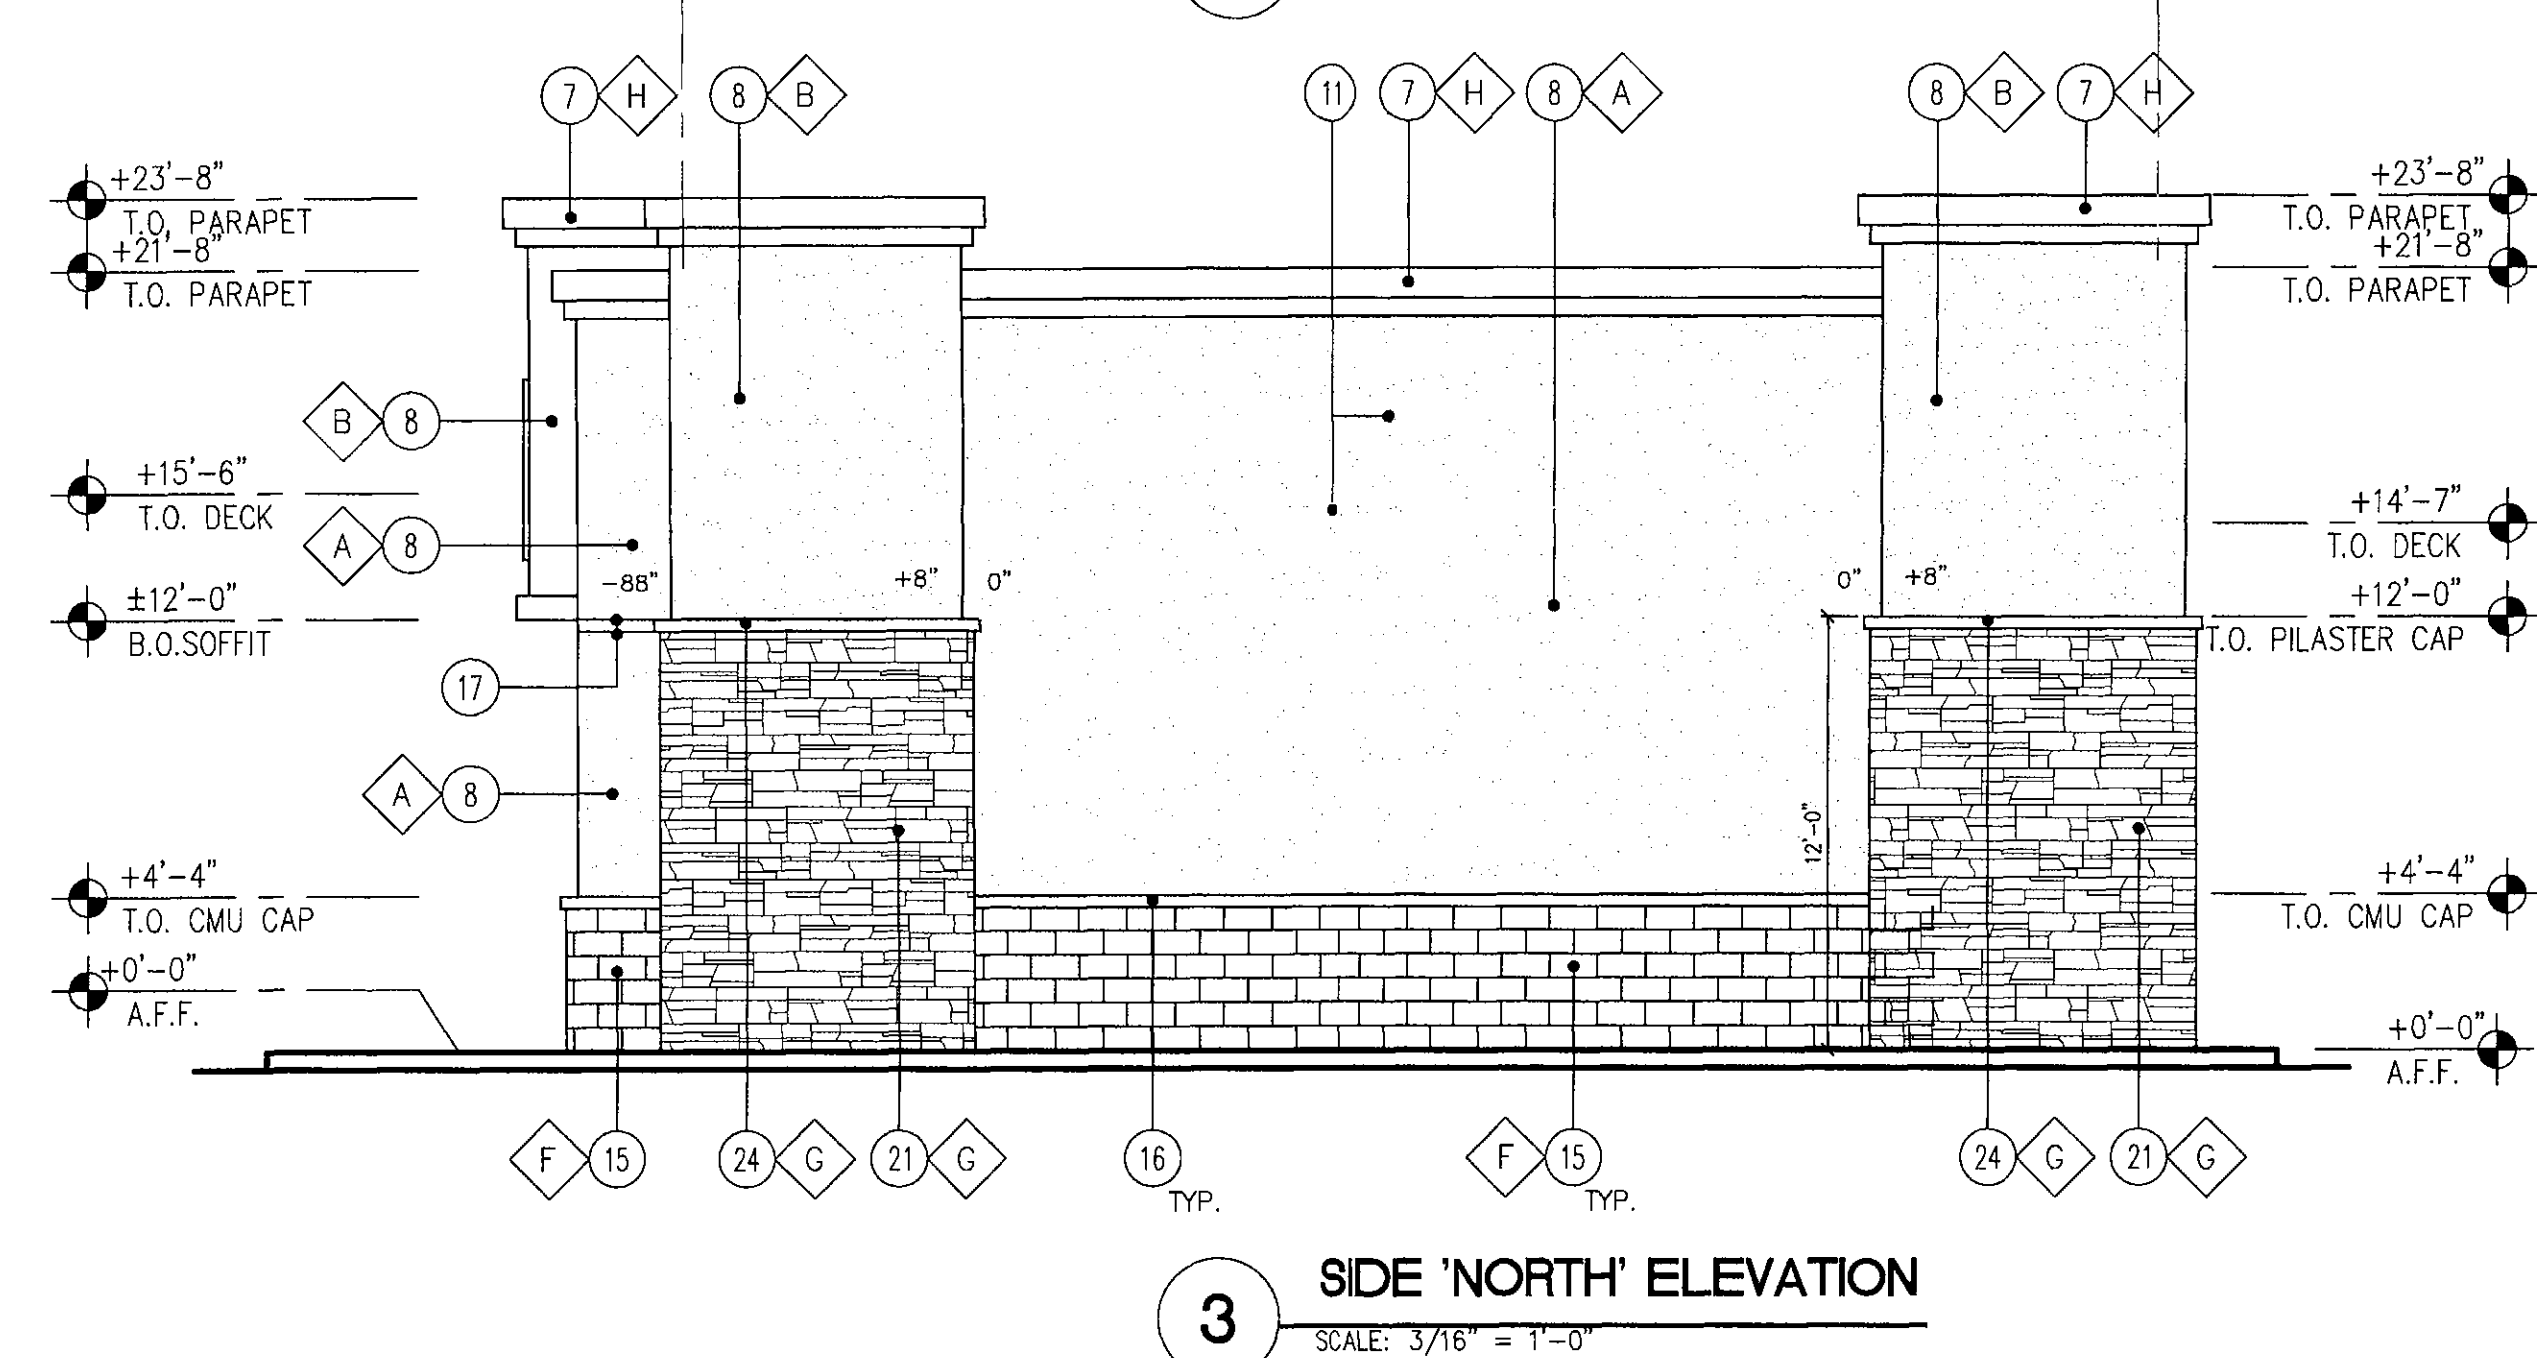 7 H 8 B 11 7 H 8 A 8 B 7 H
+23'-8"
T.O. PARAPET
+21'-8"
T.O. PARAPET
+23'-8"
T.O. PARAPET
+21'-8"
T.O. PARAPET
B 8
+15'-6"
T.O. DECK
A 8
+14'-7"
T.O. DECK
-88" +8" 0" 0" +8"
±12'-0"
B.O.SOFFIT
+12'-0"
T.O. PILASTER CAP
17
A 8
12'-0"
+4'-4"
T.O. CMU CAP
+4'-4"
T.O. CMU CAP
+0'-0"
A.F.F.
+0'-0"
A.F.F.
F 15 24 G 21 G 16 F 15 24 G 21 G
TYP. TYP.
3
SIDE 'NORTH' ELEVATION
SCALE: 3/16" = 1'-0"